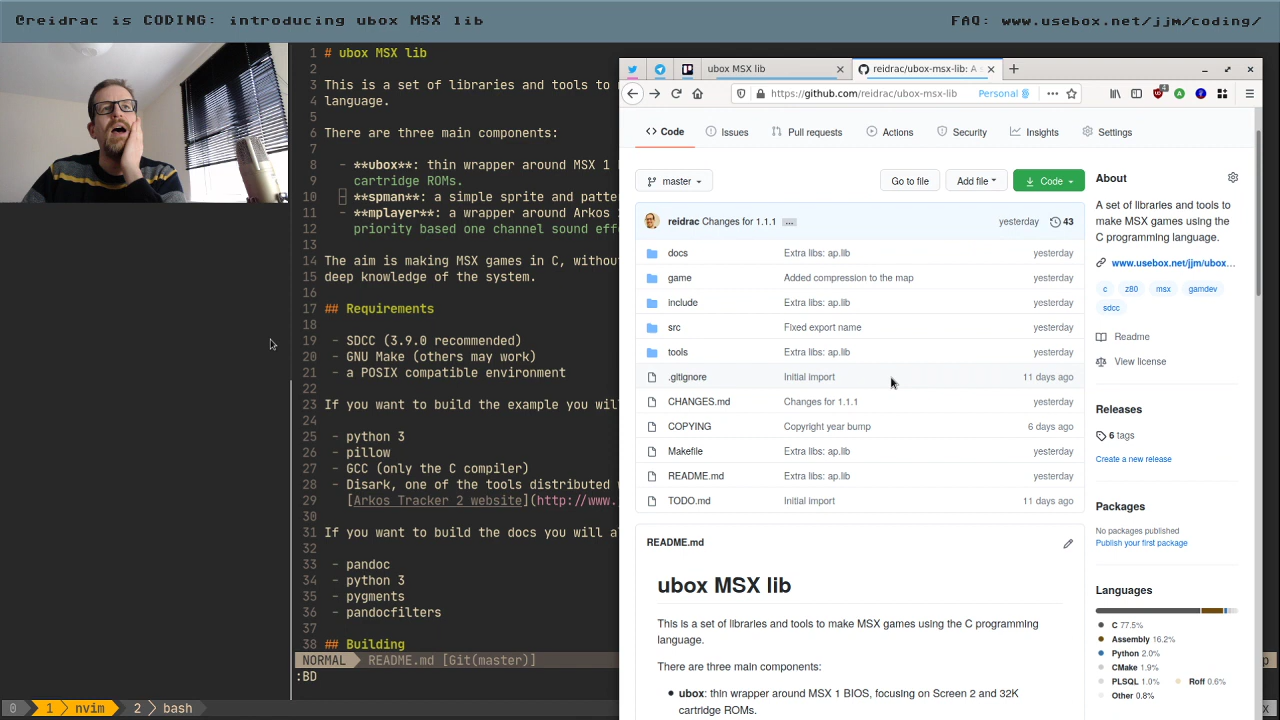 @reidrac is CODING: introducing ubox MSX lib
FAQ: www.usebox.net/jjm/coding/
1 # ubox MSX lib
2
3 This is a set of libraries and tools to
4 language.
5
6 There are three main components:
7
8 - **ubox**: thin wrapper around MSX 1
9 cartridge ROMs.
10 - **spman**: a simple sprite and patte
11 - **mplayer**: a wrapper around Arkos
12 priority based one channel sound eff
13
14 The aim is making MSX games in C, withou
15 deep knowledge of the system.
16
17 ## Requirements
18
19 - SDCC (3.9.0 recommended)
20 - GNU Make (others may work)
21 - a POSIX compatible environment
22
23 If you want to build the example you wil
24
25 - python 3
26 - pillow
27 - GCC (only the C compiler)
28 - Disark, one of the tools distributed
29 [Arkos Tracker 2 website](http://www.
30
31 If you want to build the docs you will a
32
33 - pandoc
34 - python 3
35 - pygments
36 - pandocfilters
37
38 ## Building
NORMAL README.md [Git(master)]
:BD
0 1 nvim 2 bash
ubox MSX lib
reidrac/ubox-msx-lib: A s
https://github.com/reidrac/ubox-msx-lib
Personal
Code Issues Pull requests Actions Security Insights Settings
master
Go to file
Add file
Code
reidrac Changes for 1.1.1 ... yesterday 43
docs Extra libs: ap.lib yesterday
game Added compression to the map yesterday
include Extra libs: ap.lib yesterday
src Fixed export name yesterday
tools Extra libs: ap.lib yesterday
.gitignore Initial import 11 days ago
CHANGES.md Changes for 1.1.1 yesterday
COPYING Copyright year bump 6 days ago
Makefile Extra libs: ap.lib yesterday
README.md Extra libs: ap.lib yesterday
TODO.md Initial import 11 days ago
README.md
ubox MSX lib
This is a set of libraries and tools to make MSX games using the C programming
language.
There are three main components:
ubox: thin wrapper around MSX 1 BIOS, focusing on Screen 2 and 32K
cartridge ROMs.
About
A set of libraries and tools to
make MSX games using the
C programming language.
www.usebox.net/jjm/ubox...
c z80 msx gamdev
sdcc
Readme
View license
Releases
6 tags
Create a new release
Packages
No packages published
Publish your first package
Languages
C 77.5%
Assembly 16.2%
Python 2.0%
CMake 1.9%
PLSQL 1.0% Roff 0.6%
Other 0.8%